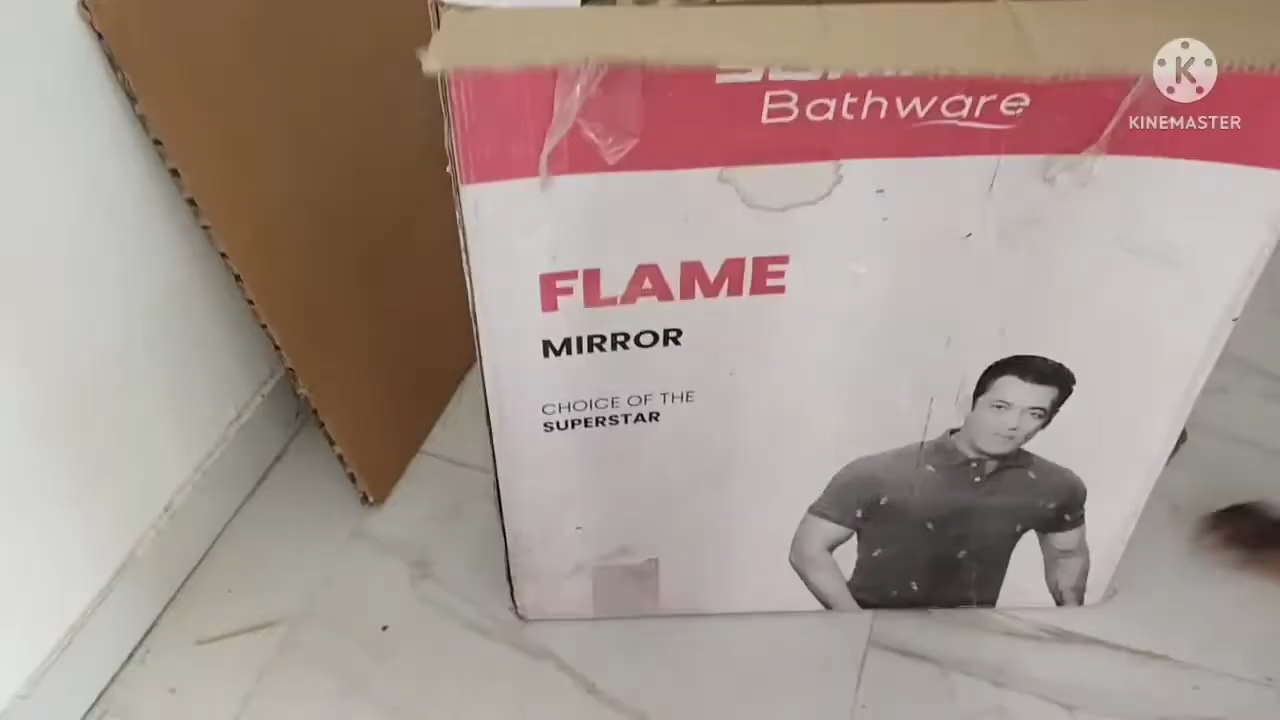 Bathware
K
KINEMASTER
FLAME
MIRROR
CHOICE OF THE
SUPERSTAR